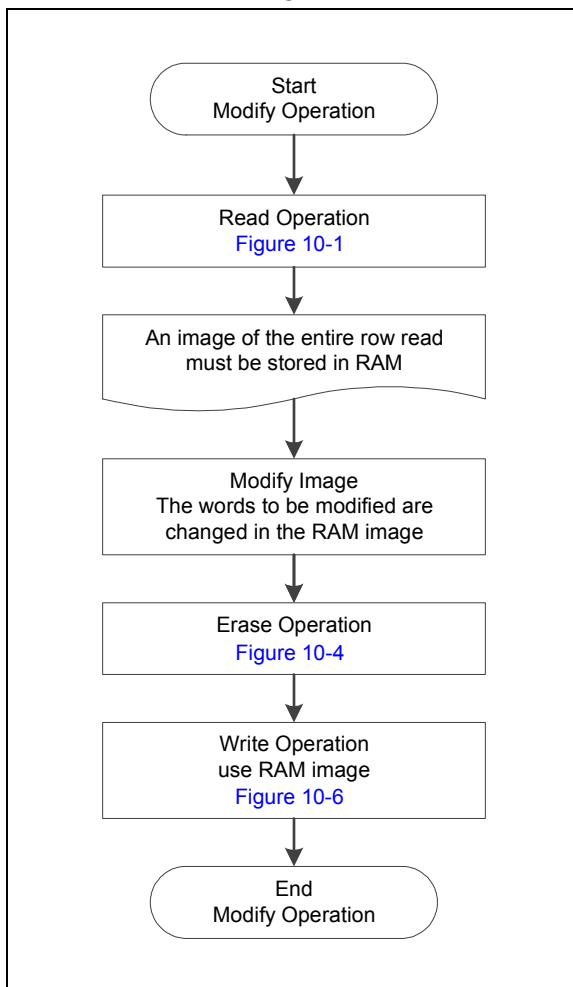 Start
Modify Operation
Read Operation
Figure 10-1
An image of the entire row read
must be stored in RAM
Modify Image
The words to be modified are
changed in the RAM image
Erase Operation
Figure 10-4
Write Operation
use RAM image
Figure 10-6
End
Modify Operation